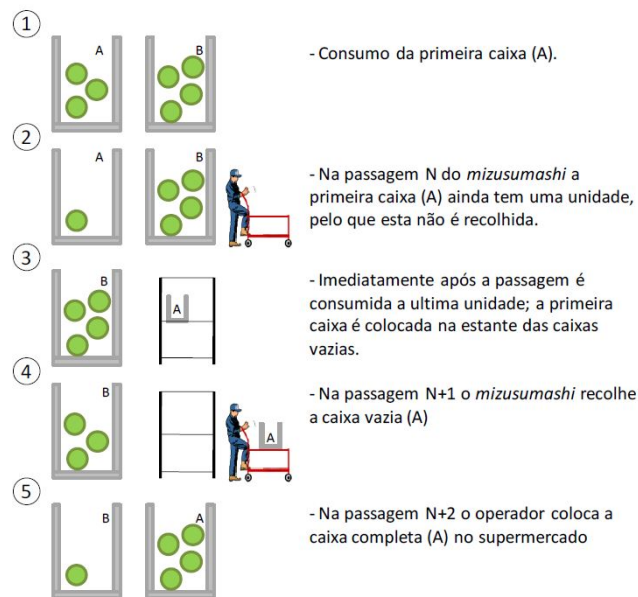 1
A
B
- Consumo da primeira caixa (A).
2
A
B
- Na passagem N do mizusumashi a
primeira caixa (A) ainda tem uma unidade,
pelo que esta não é recolhida.
3
B
A
- Imediatamente após a passagem é
consumida a ultima unidade; a primeira
caixa é colocada na estante das caixas
vazias.
4
B
A
- Na passagem N+1 o mizusumashi recolhe
a caixa vazia (A)
5
B
A
- Na passagem N+2 o operador coloca a
caixa completa (A) no supermercado